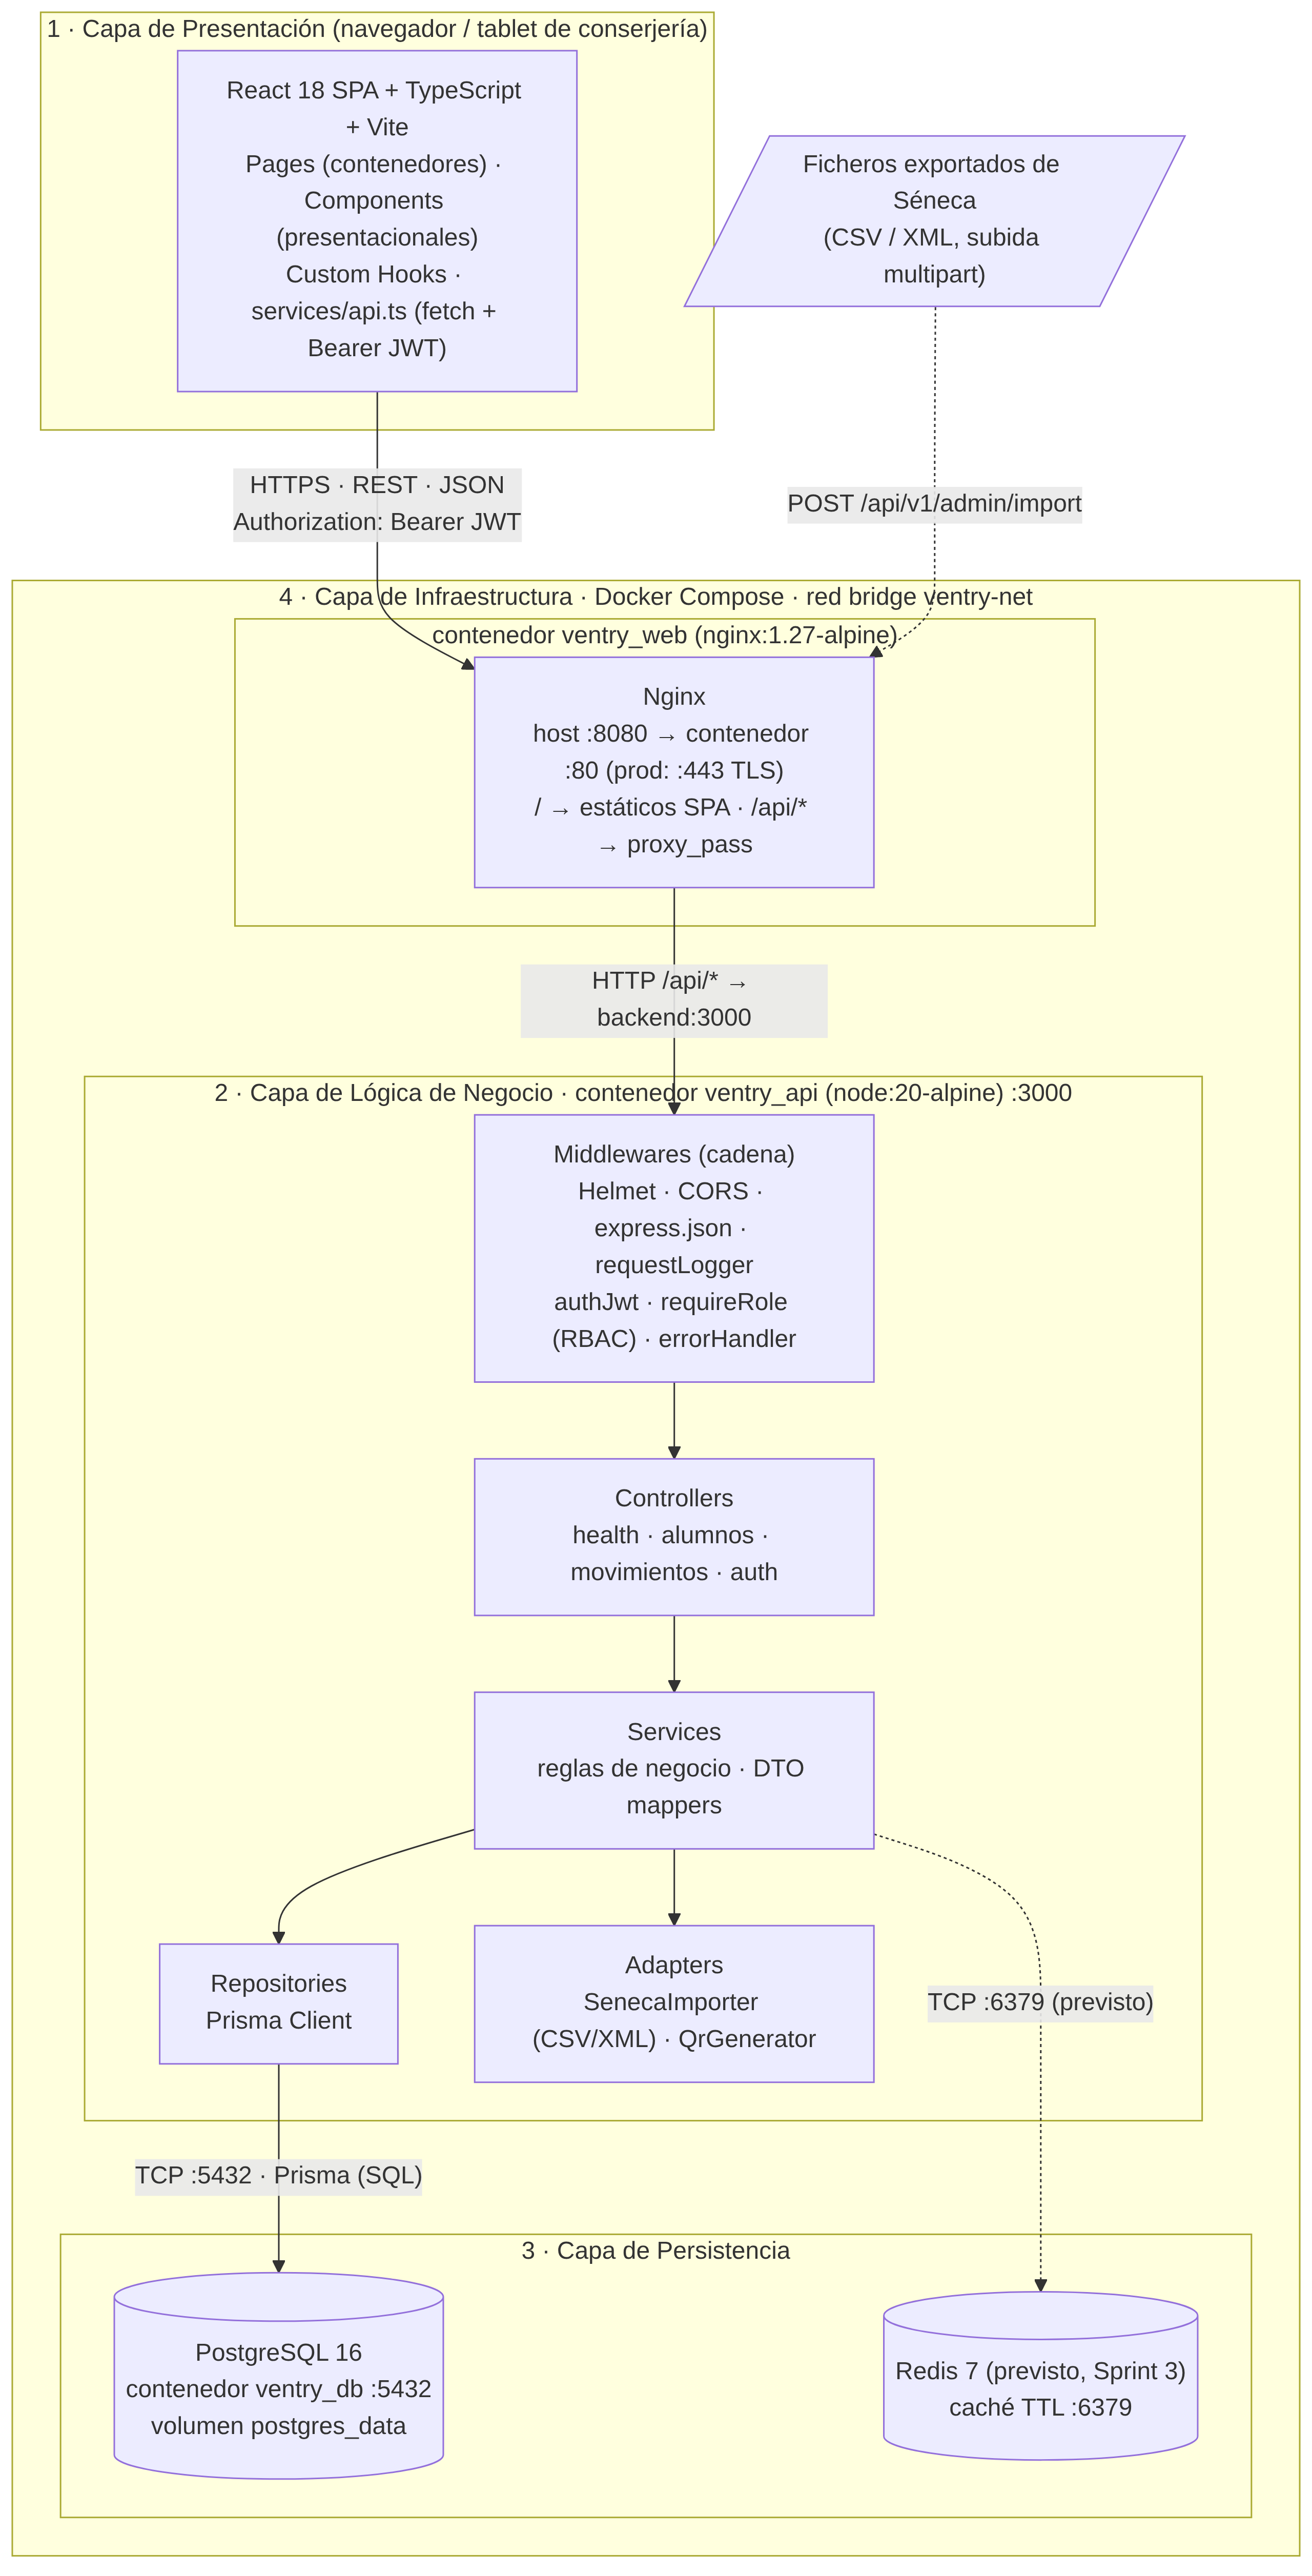 1 · Capa de Presentación (navegador / tablet de conserjería)
React 18 SPA + TypeScript
+ Vite
Pages (contenedores) ·
Components
(presentacionales)
Custom Hooks ·
services/api.ts (fetch +
Bearer JWT)
Ficheros exportados de
Séneca
(CSV / XML, subida
multipart)
HTTPS · REST · JSON
Authorization: Bearer JWT
POST /api/v1/admin/import
4 · Capa de Infraestructura · Docker Compose · red bridge ventry-net
contenedor ventry_web (nginx:1.27-alpine)
Nginx
host :8080 → contenedor
:80 (prod: :443 TLS)
/ → estáticos SPA · /api/*
→ proxy_pass
HTTP /api/* →
backend:3000
2 · Capa de Lógica de Negocio · contenedor ventry_api (node:20-alpine) :3000
Middlewares (cadena)
Helmet · CORS ·
express.json ·
requestLogger
authJwt · requireRole
(RBAC) · errorHandler
Controllers
health · alumnos ·
movimientos · auth
Services
reglas de negocio · DTO
mappers
Repositories
Prisma Client
Adapters
SenecaImporter
(CSV/XML) · QrGenerator
TCP :6379 (previsto)
TCP :5432 · Prisma (SQL)
3 · Capa de Persistencia
PostgreSQL 16
contenedor ventry_db :5432
volumen postgres_data
Redis 7 (previsto, Sprint 3)
caché TTL :6379